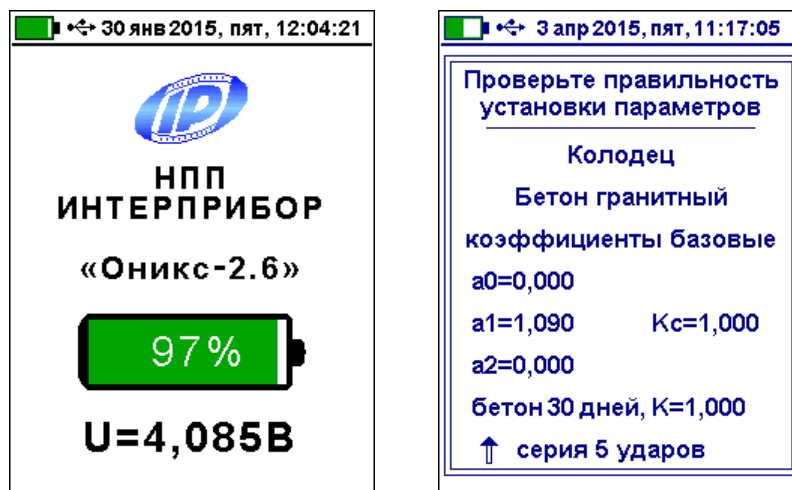 30 янв 2015, пят, 12:04:21
IP
НПП
ИНТЕРПРИБОР
«Оникс-2.6»
97%
U=4,085В
3 апр 2015, пят, 11:17:05
Проверьте правильность
установки параметров
Колодец
Бетон гранитный
коэффициенты базовые
a0=0,000
a1=1,090 Kc=1,000
a2=0,000
бетон 30 дней, K=1,000
серия 5 ударов